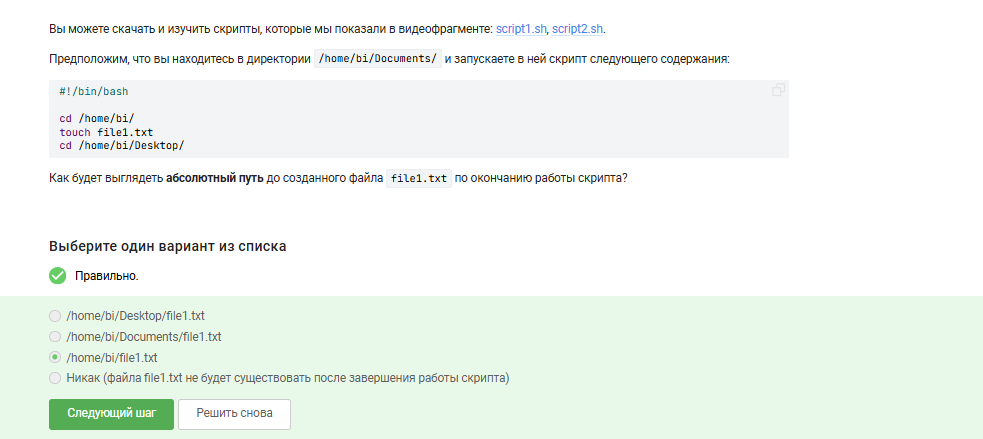 Вы можете скачать и изучить скрипты, которые мы показали в видеофрагменте: script1.sh, script2.sh.
Предположим, что вы находитесь в директории /home/bi/Documents/ и запускаете в ней скрипт следующего содержания:
#!/bin/bash
cd /home/bi/
touch file1.txt
cd /home/bi/Desktop/
Как будет выглядеть абсолютный путь до созданного файла file1.txt по окончанию работы скрипта?
Выберите один вариант из списка
Правильно.
/home/bi/Desktop/file1.txt
/home/bi/Documents/file1.txt
/home/bi/file1.txt
Никак (файла file1.txt не будет существовать после завершения работы скрипта)
Следующий шаг Решить снова